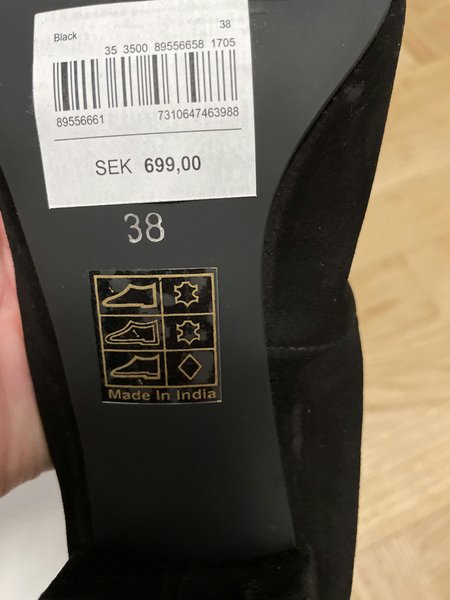 Black 38
35 3500 89556658 1705
89556661 7310647463988
SEK 699,00
38
Made In India